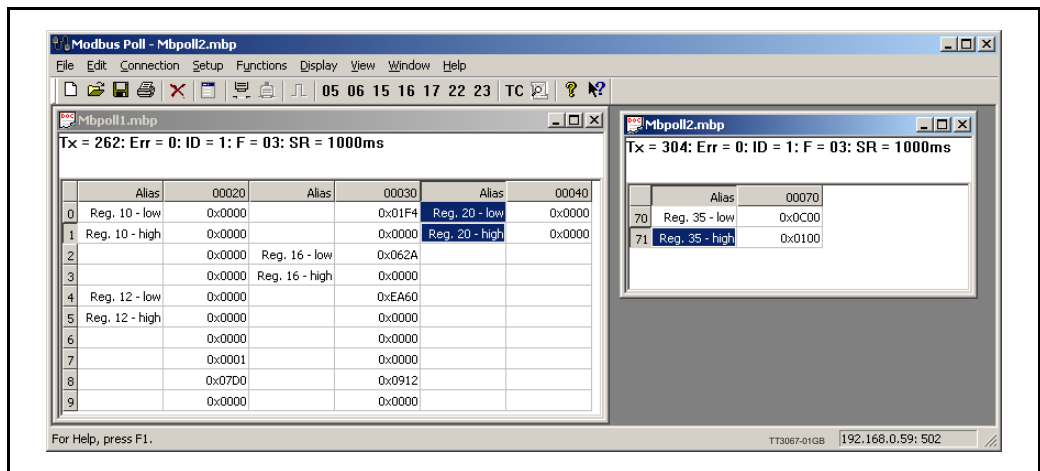 Modbus Poll - Mbpoll2.mbp
File Edit Connection Setup Functions Display View Window Help
05 06 15 16 17 22 23 TC
Mbpoll1.mbp
Tx = 262: Err = 0: ID = 1: F = 03: SR = 1000ms
Alias 00020 Alias 00030 Alias 00040
0 Reg. 10 - low 0x0000 0x01F4 Reg. 20 - low 0x0000
1 Reg. 10 - high 0x0000 0x0000 Reg. 20 - high 0x0000
2 0x0000 Reg. 16 - low 0x062A
3 0x0000 Reg. 16 - high 0x0000
4 Reg. 12 - low 0x0000 0xEA60
5 Reg. 12 - high 0x0000 0x0000
6 0x0000 0x0000
7 0x0001 0x0000
8 0x07D0 0x0912
9 0x0000 0x0000
Mbpoll2.mbp
Tx = 304: Err = 0: ID = 1: F = 03: SR = 1000ms
Alias 00070
70 Reg. 35 - low 0x0C00
71 Reg. 35 - high 0x0100
For Help, press F1.
TT3067-01GB
192.168.0.59: 502